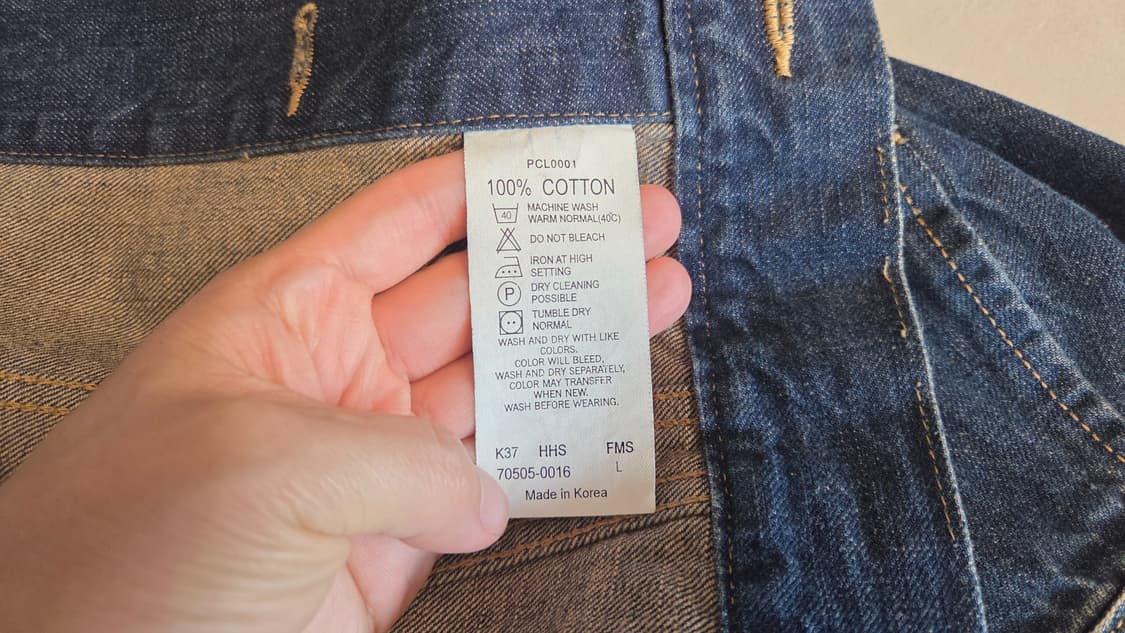 PCL0001
100% COTTON
40
MACHINE WASH
WARM NORMAL(40℃)
DO NOT BLEACH
IRON AT HIGH
SETTING
P
DRY CLEANING
POSSIBLE
TUMBLE DRY
NORMAL
WASH AND DRY WITH LIKE
COLORS.
COLOR WILL BLEED,
WASH AND DRY SEPARATELY,
COLOR MAY TRANSFER
WHEN NEW.
WASH BEFORE WEARING.
K37 HHS FMS
70505-0016 L
Made in Korea